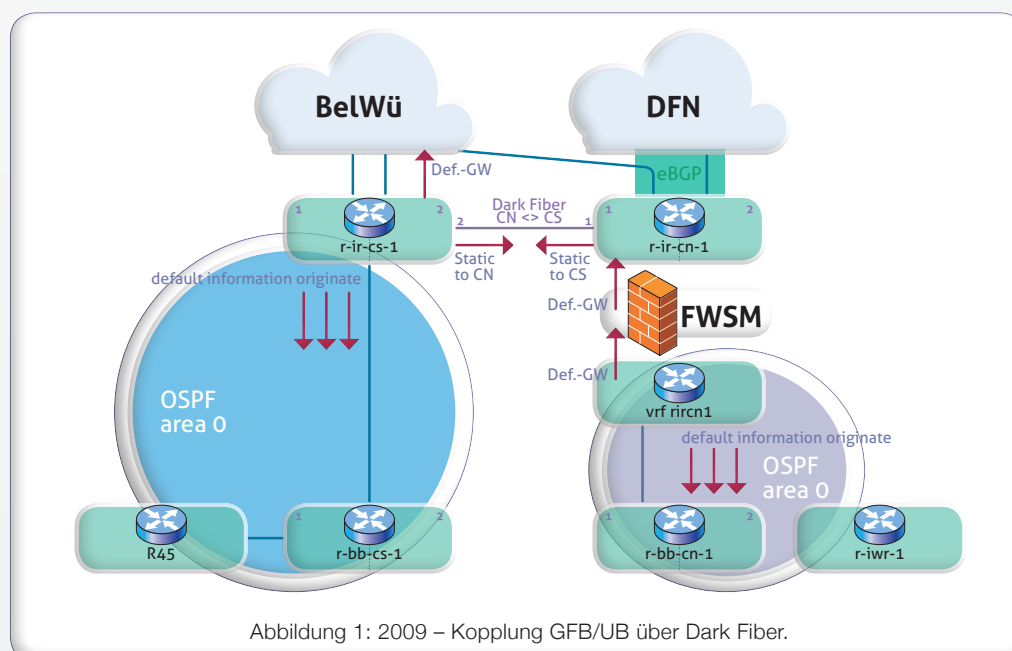 BelWü
DFN
Def.-GW
eBGP
1
2
Dark Fiber
CN <> CS
1
2
2
1
r-ir-cs-1
r-ir-cn-1
Static
to CN
Static
to CS
default information originate
Def.-GW
FWSM
Def.-GW
vrf rircn1
OSPF
area 0
default information originate
OSPF
area 0
1
2
1
2
R45
r-bb-cs-1
r-bb-cn-1
r-iwr-1
Abbildung 1: 2009 – Kopplung GFB/UB über Dark Fiber.